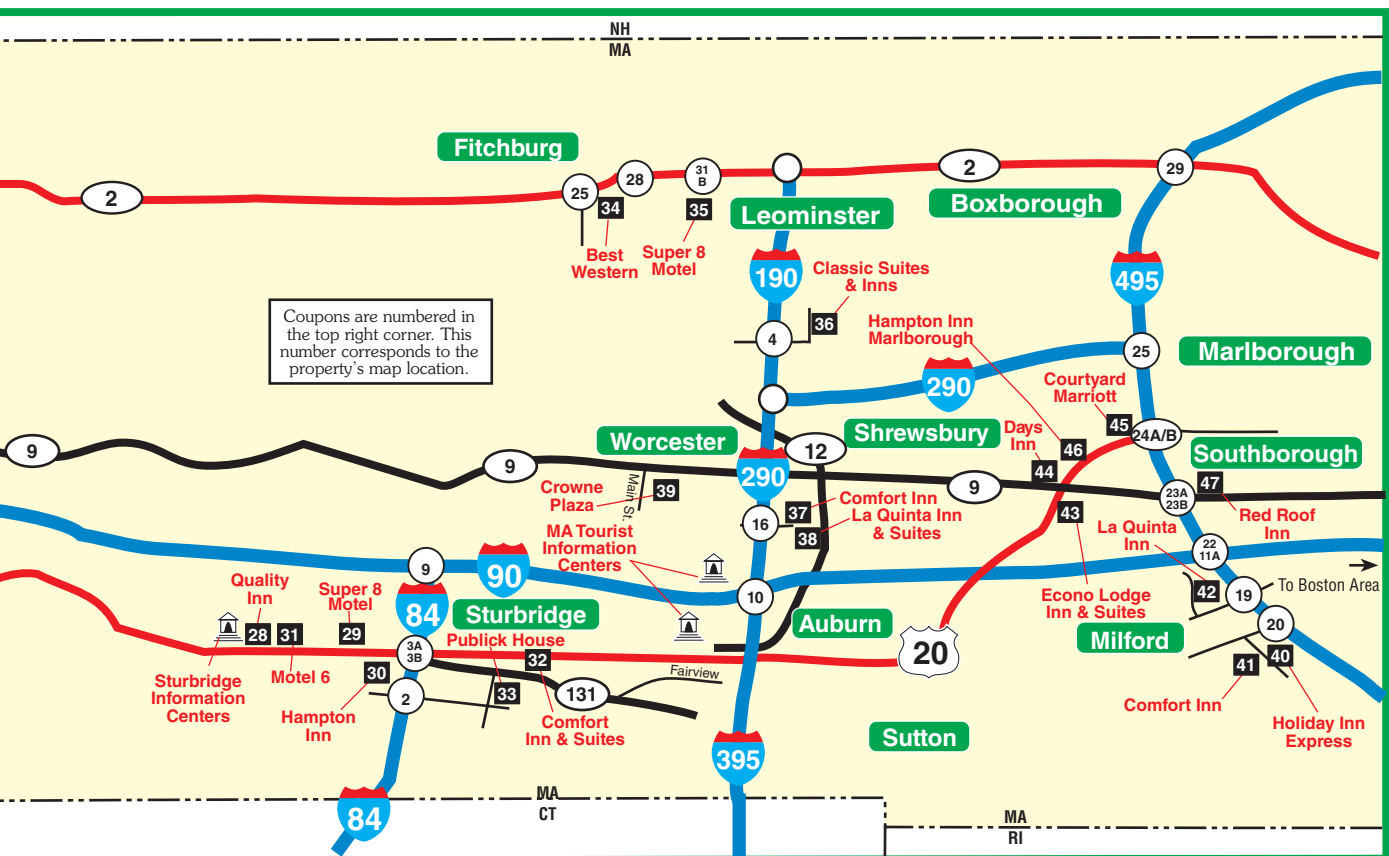 NH
MA
Fitchburg
2
25
28
31
B
2
29
34
35
Leominster
Boxborough
Best
Western
Super 8
Motel
190
Classic Suites
& Inns
495
36
Coupons are numbered in
the top right corner. This
number corresponds to the
property's map location.
4
Hampton Inn
Marlborough
25
Marlborough
290
Courtyard
Marriott
Worcester
12
Shrewsbury
Days
Inn
45
24A/B
46
44
Southborough
9
9
290
9
Crowne
Plaza
39
Main St.
23A
23B
47
Red Roof
Inn
37
Comfort Inn
38
La Quinta Inn
& Suites
16
43
La Quinta
Inn
MA Tourist
Information
Centers
22
11A
9
90
84
10
42
19
To Boston Area
Econo Lodge
Inn & Suites
Quality
Inn
Super 8
Motel
Sturbridge
Auburn
Milford
20
28
31
29
3A
3B
Publick House
32
20
Motel 6
30
Fairview
41
40
Sturbridge
Information
Centers
2
33
131
Hampton
Inn
Comfort
Inn & Suites
Comfort Inn
Holiday Inn
Express
Sutton
395
84
MA
CT
MA
RI